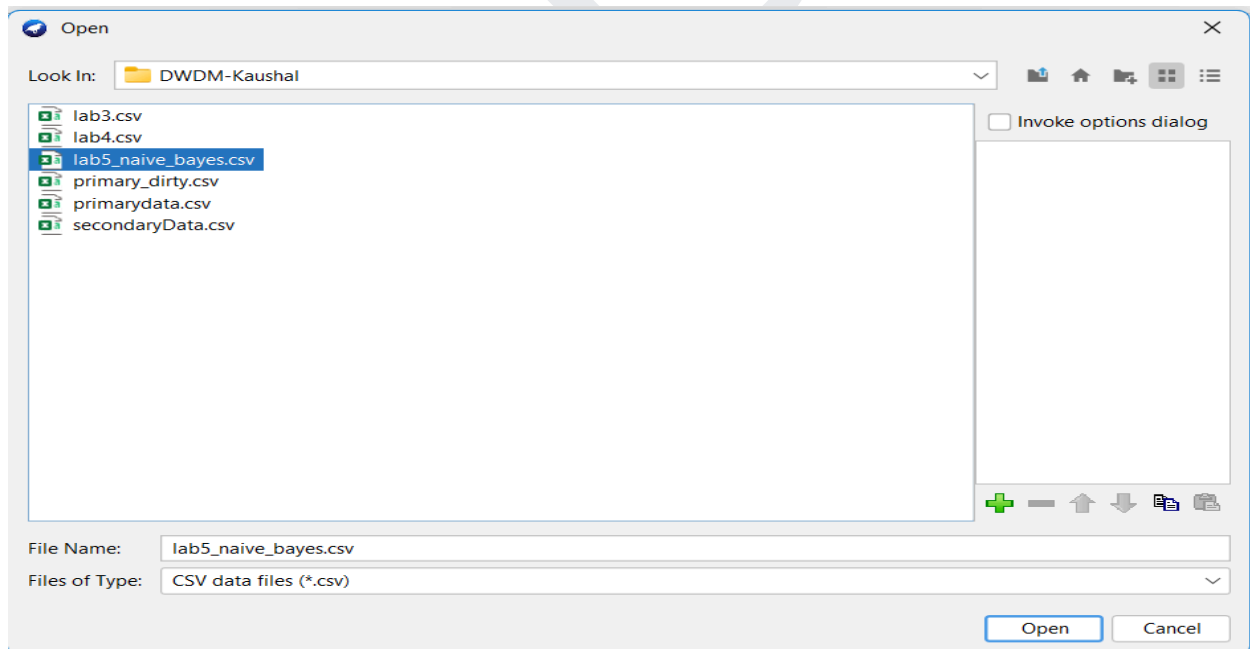 Open
Look In: DWDM-Kaushal
lab3.csv
lab4.csv
lab5_naive_bayes.csv
primary_dirty.csv
primarydata.csv
secondaryData.csv
Invoke options dialog
File Name: lab5_naive_bayes.csv
Files of Type: CSV data files (*.csv)
Open Cancel